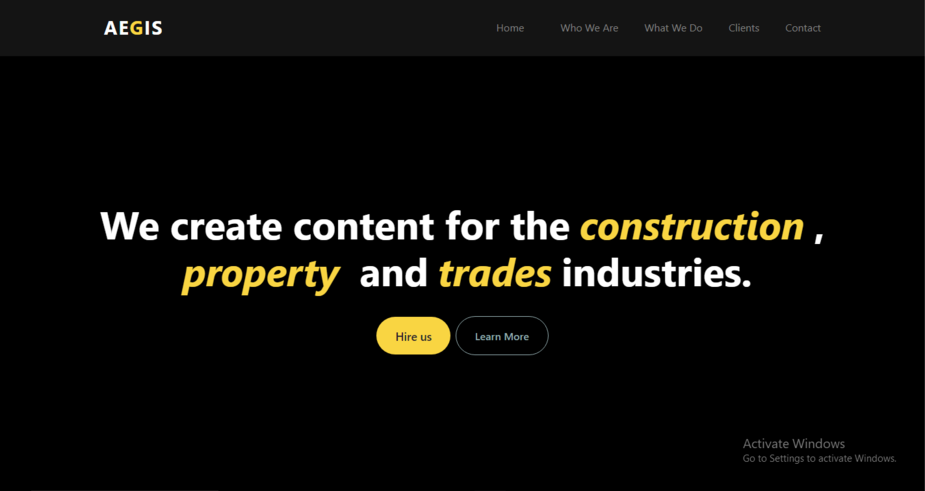 AEGIS
Home Who We Are What We Do Clients Contact
We create content for the construction ,
property and trades industries.
Hire us Learn More
Activate Windows
Go to Settings to activate Windows.